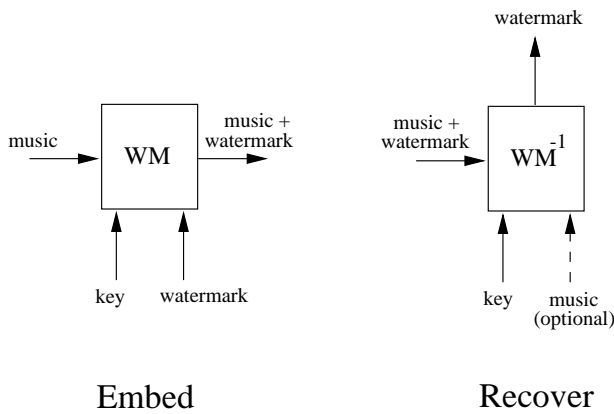 music
WM
music +
watermark
key
watermark
Embed
watermark
music +
watermark
WM-1
key
music
(optional)
Recover